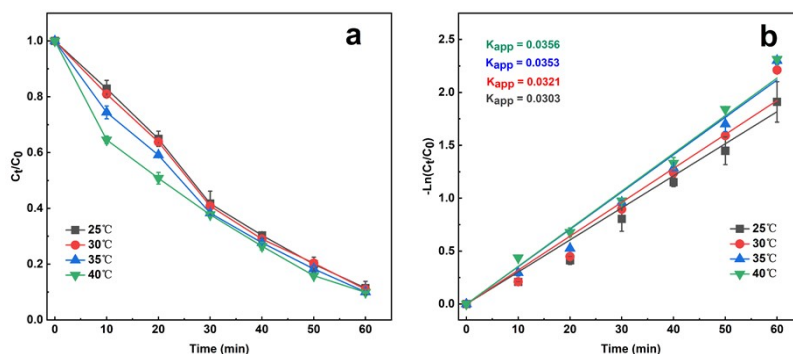 a
Ct/C0
1.0
0.8
0.6
0.4
0.2
0.0
25℃
30℃
35℃
40℃
0 10 20 30 40 50 60
Time (min)
b
-Ln(Ct/C0)
2.5
2.0
1.5
1.0
0.5
0.0
Kapp = 0.0356
Kapp = 0.0353
Kapp = 0.0321
Kapp = 0.0303
25℃
30℃
35℃
40℃
0 10 20 30 40 50 60
Time (min)